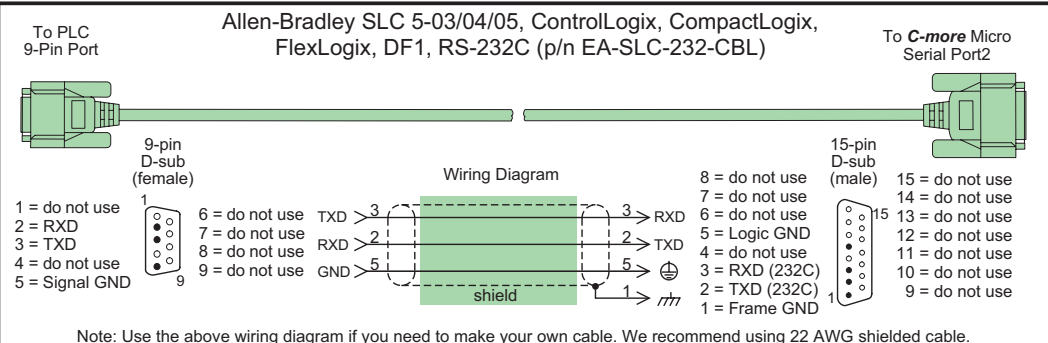 To PLC
9-Pin Port
Allen-Bradley SLC 5-03/04/05, ControlLogix, CompactLogix,
FlexLogix, DF1, RS-232C (p/n EA-SLC-232-CBL)
To C-more Micro
Serial Port2
9-pin
D-sub
(female)
1
9
1 = do not use
2 = RXD
3 = TXD
4 = do not use
5 = Signal GND
6 = do not use
7 = do not use
8 = do not use
9 = do not use
Wiring Diagram
TXD 3 3 RXD
RXD 2 2 TXD
GND 5 5
1
shield
8 = do not use
7 = do not use
6 = do not use
5 = Logic GND
4 = do not use
3 = RXD (232C)
2 = TXD (232C)
1 = Frame GND
15-pin
D-sub
(male)
15
1
15 = do not use
14 = do not use
13 = do not use
12 = do not use
11 = do not use
10 = do not use
9 = do not use
Note: Use the above wiring diagram if you need to make your own cable. We recommend using 22 AWG shielded cable.